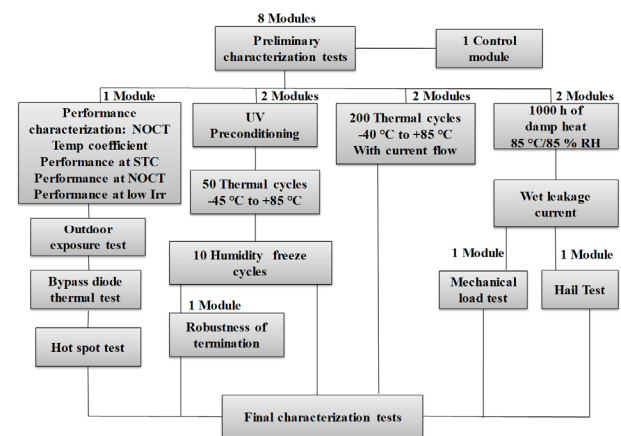 8 Modules
Preliminary
characterization tests
1 Control
module
1 Module
Performance
characterization: NOCT
Temp coefficient
Performance at STC
Performance at NOCT
Performance at low Irr
Outdoor
exposure test
Bypass diode
thermal test
Hot spot test
2 Modules
UV
Preconditioning
50 Thermal cycles
-45 °C to +85 °C
10 Humidity freeze
cycles
1 Module
Robustness of
termination
2 Modules
200 Thermal cycles
-40 °C to +85 °C
With current flow
2 Modules
1000 h of
damp heat
85 °C/85 % RH
Wet leakage
current
1 Module
Mechanical
load test
1 Module
Hail Test
Final characterization tests